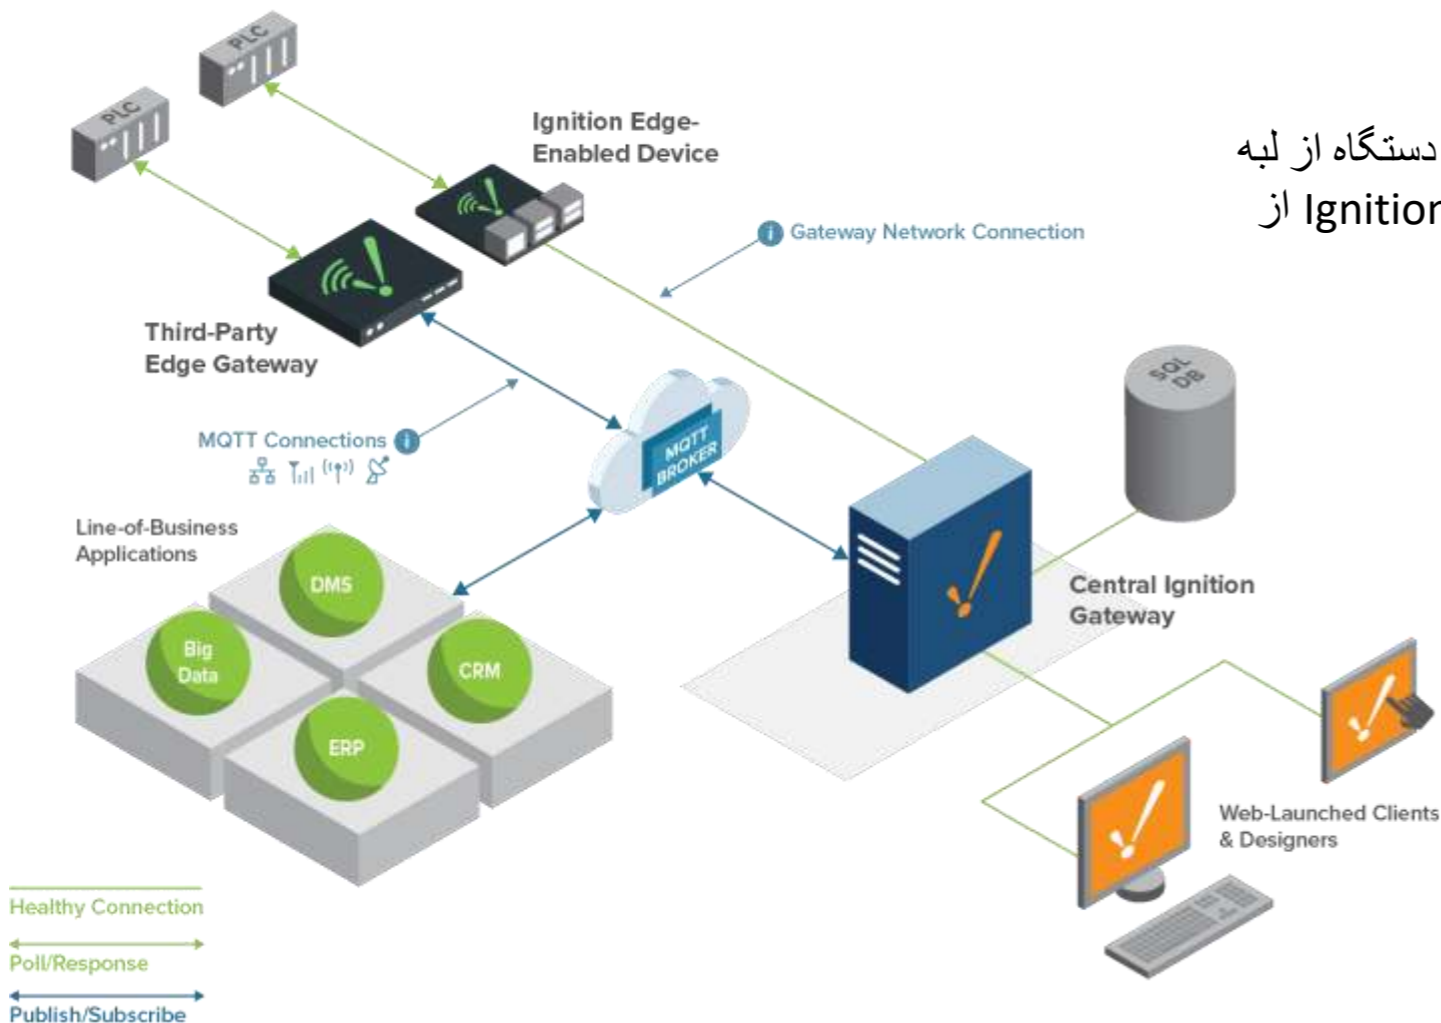 PLC
PLC
Ignition Edge-
Enabled Device
دستگاه از لبه
Ignition از
Gateway Network Connection
Third-Party
Edge Gateway
SQL
DB
MQTT Connections
MQTT
BROKER
Line-of-Business
Applications
DMS
Central Ignition
Gateway
Big
Data
CRM
ERP
Web-Launched Clients
& Designers
Healthy Connection
Poll/Response
Publish/Subscribe